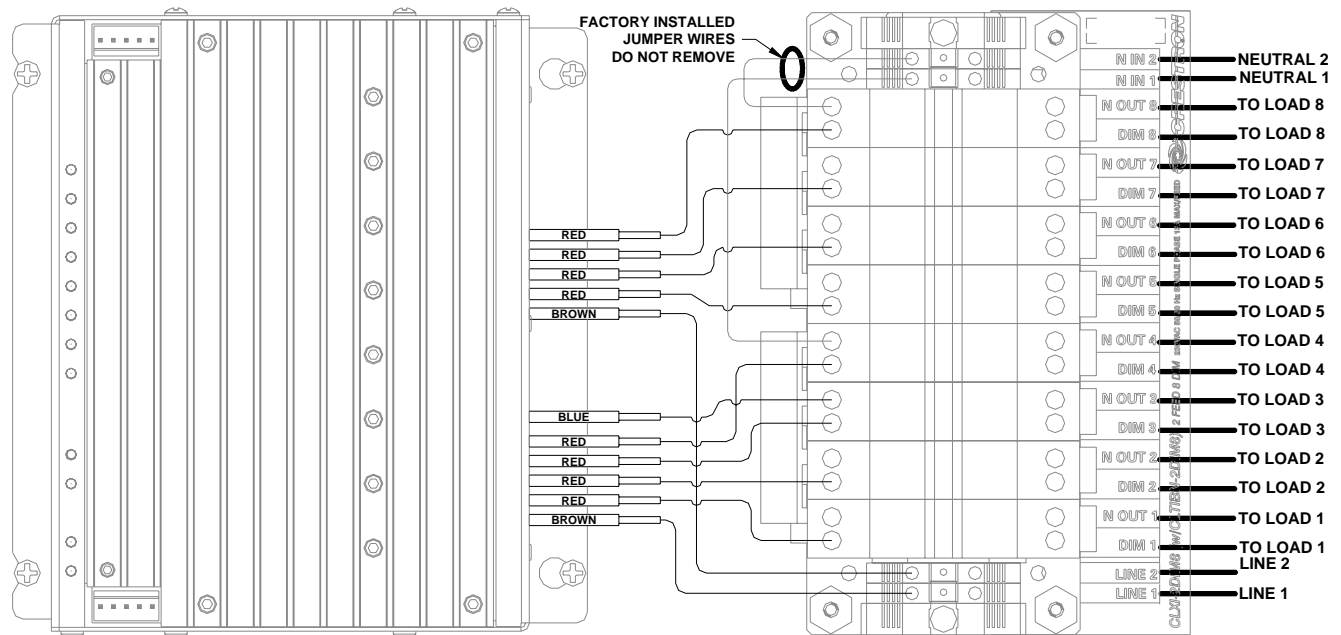 FACTORY INSTALLED
JUMPER WIRES
DO NOT REMOVE
RED
RED
RED
RED
BROWN
BLUE
RED
RED
RED
RED
BROWN
N IN 2
NEUTRAL 2
N IN 1
NEUTRAL 1
N OUT 8
TO LOAD 8
DIM 8
TO LOAD 8
N OUT 7
TO LOAD 7
DIM 7
TO LOAD 7
N OUT 6
TO LOAD 6
DIM 6
TO LOAD 6
N OUT 5
TO LOAD 5
DIM 5
TO LOAD 5
N OUT 4
TO LOAD 4
DIM 4
TO LOAD 4
N OUT 3
TO LOAD 3
DIM 3
TO LOAD 3
N OUT 2
TO LOAD 2
DIM 2
TO LOAD 2
N OUT 1
TO LOAD 1
DIM 1
TO LOAD 1
LINE 2
LINE 2
LINE 1
LINE 1
CRESTRON
2 FEED 8 DIM